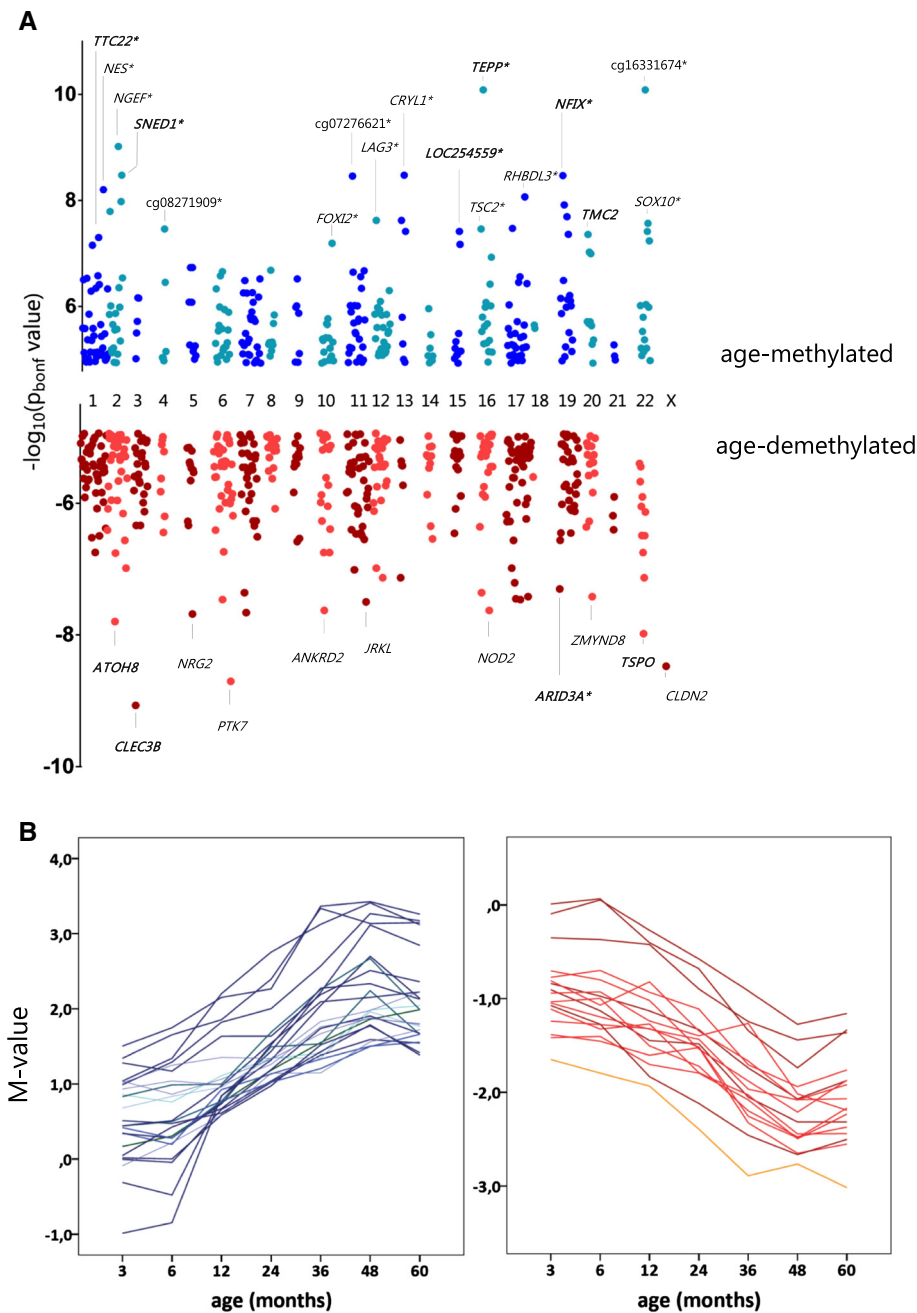 A
TTC22*
NES*
NGEF*
SNED1*
cg08271909*
FOXI2*
cg07276621*
LAG3*
CRYL1*
LOC254559*
TEPP*
TSC2*
RHBDL3*
NFIX*
TMC2
cg16331674*
SOX10*
10
8
6
-log10(pbonf value)
age-methylated
1 2 3 4 5 6 7 8 9 10 11 12 13 14 15 16 17 18 19 20 21 22 X
age-demethylated
-6
-8
-10
ATOH8
CLEC3B
NRG2
PTK7
ANKRD2
JRKL
NOD2
ARID3A*
ZMYND8
TSPO
CLDN2
B
M-value
4,0
3,0
2,0
1,0
,0
-1,0
3 6 12 24 36 48 60
age (months)
,0
-1,0
-2,0
-3,0
3 6 12 24 36 48 60
age (months)